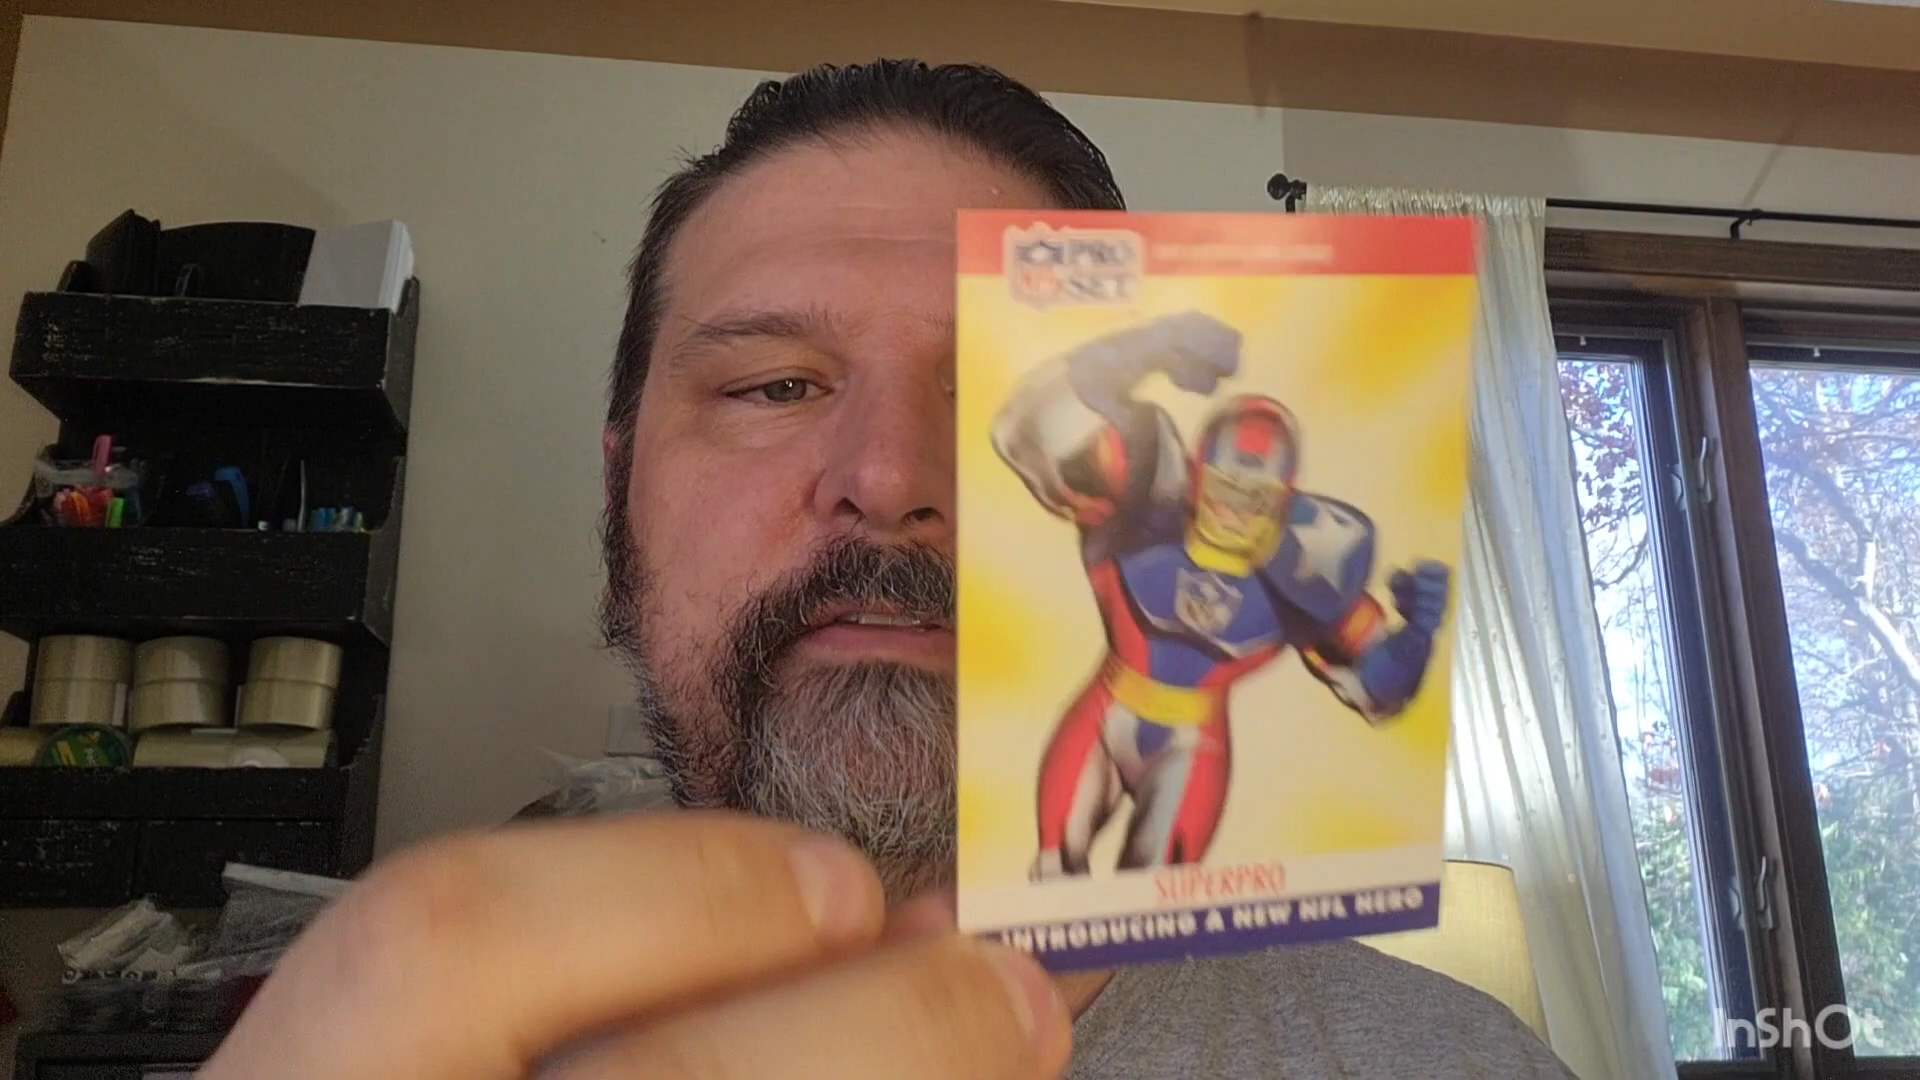 PRO
SET
SUPERPRO
INTRODUCING A NEW NFL HERO
InShOt